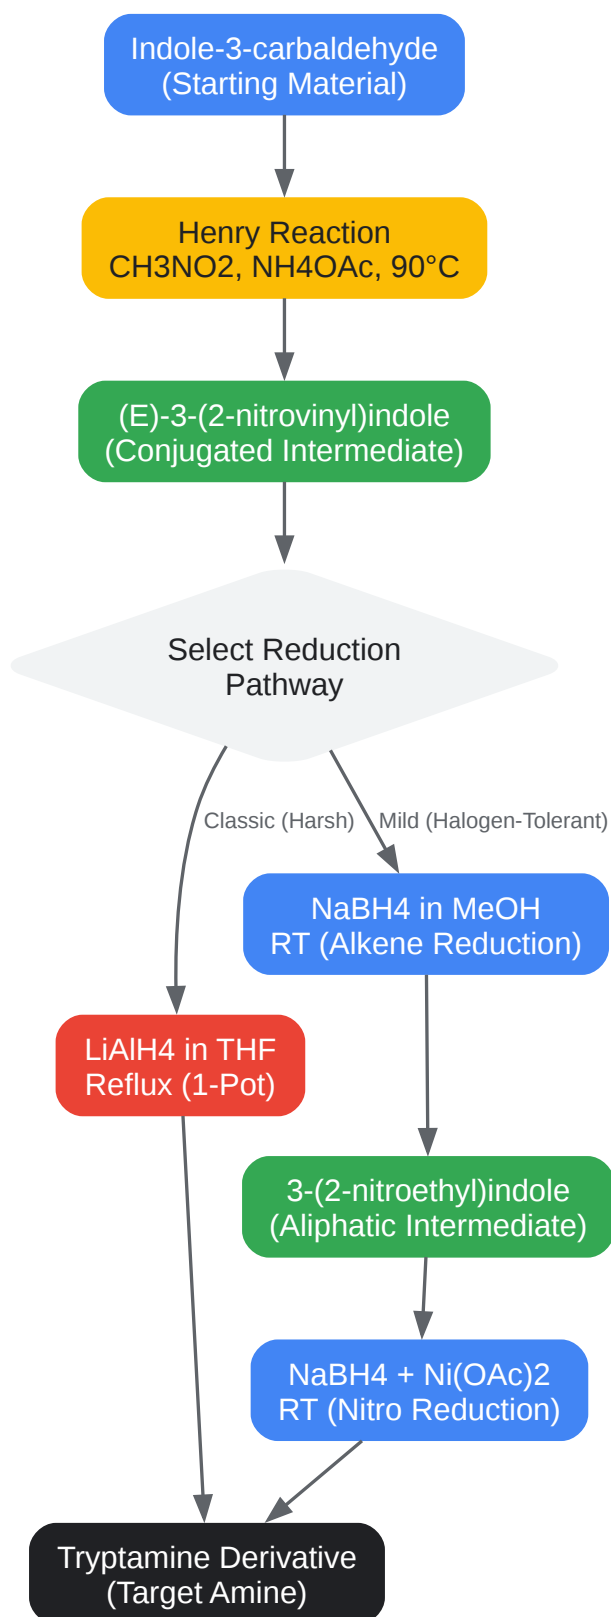 Indole-3-carbaldehyde
(Starting Material)
Henry Reaction
CH3NO2, NH4OAc, 90°C
(E)-3-(2-nitrovinyl)indole
(Conjugated Intermediate)
Select Reduction
Pathway
Classic (Harsh)
Mild (Halogen-Tolerant)
NaBH4 in MeOH
RT (Alkene Reduction)
LiAlH4 in THF
Reflux (1-Pot)
3-(2-nitroethyl)indole
(Aliphatic Intermediate)
NaBH4 + Ni(OAc)2
RT (Nitro Reduction)
Tryptamine Derivative
(Target Amine)